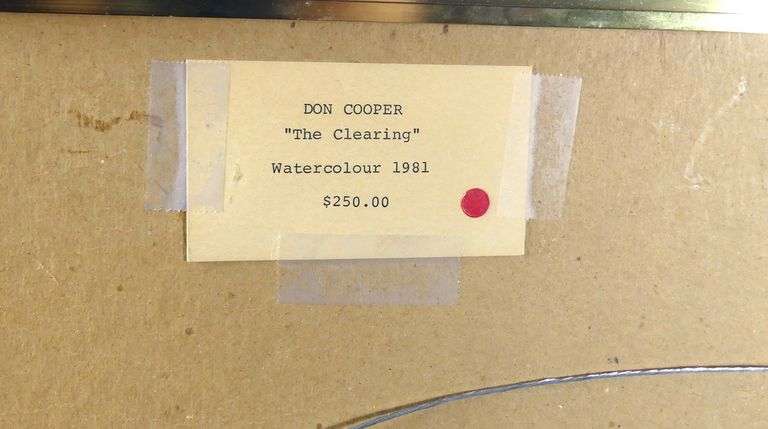 DON COOPER
"The Clearing"
Watercolour 1981
$250.00